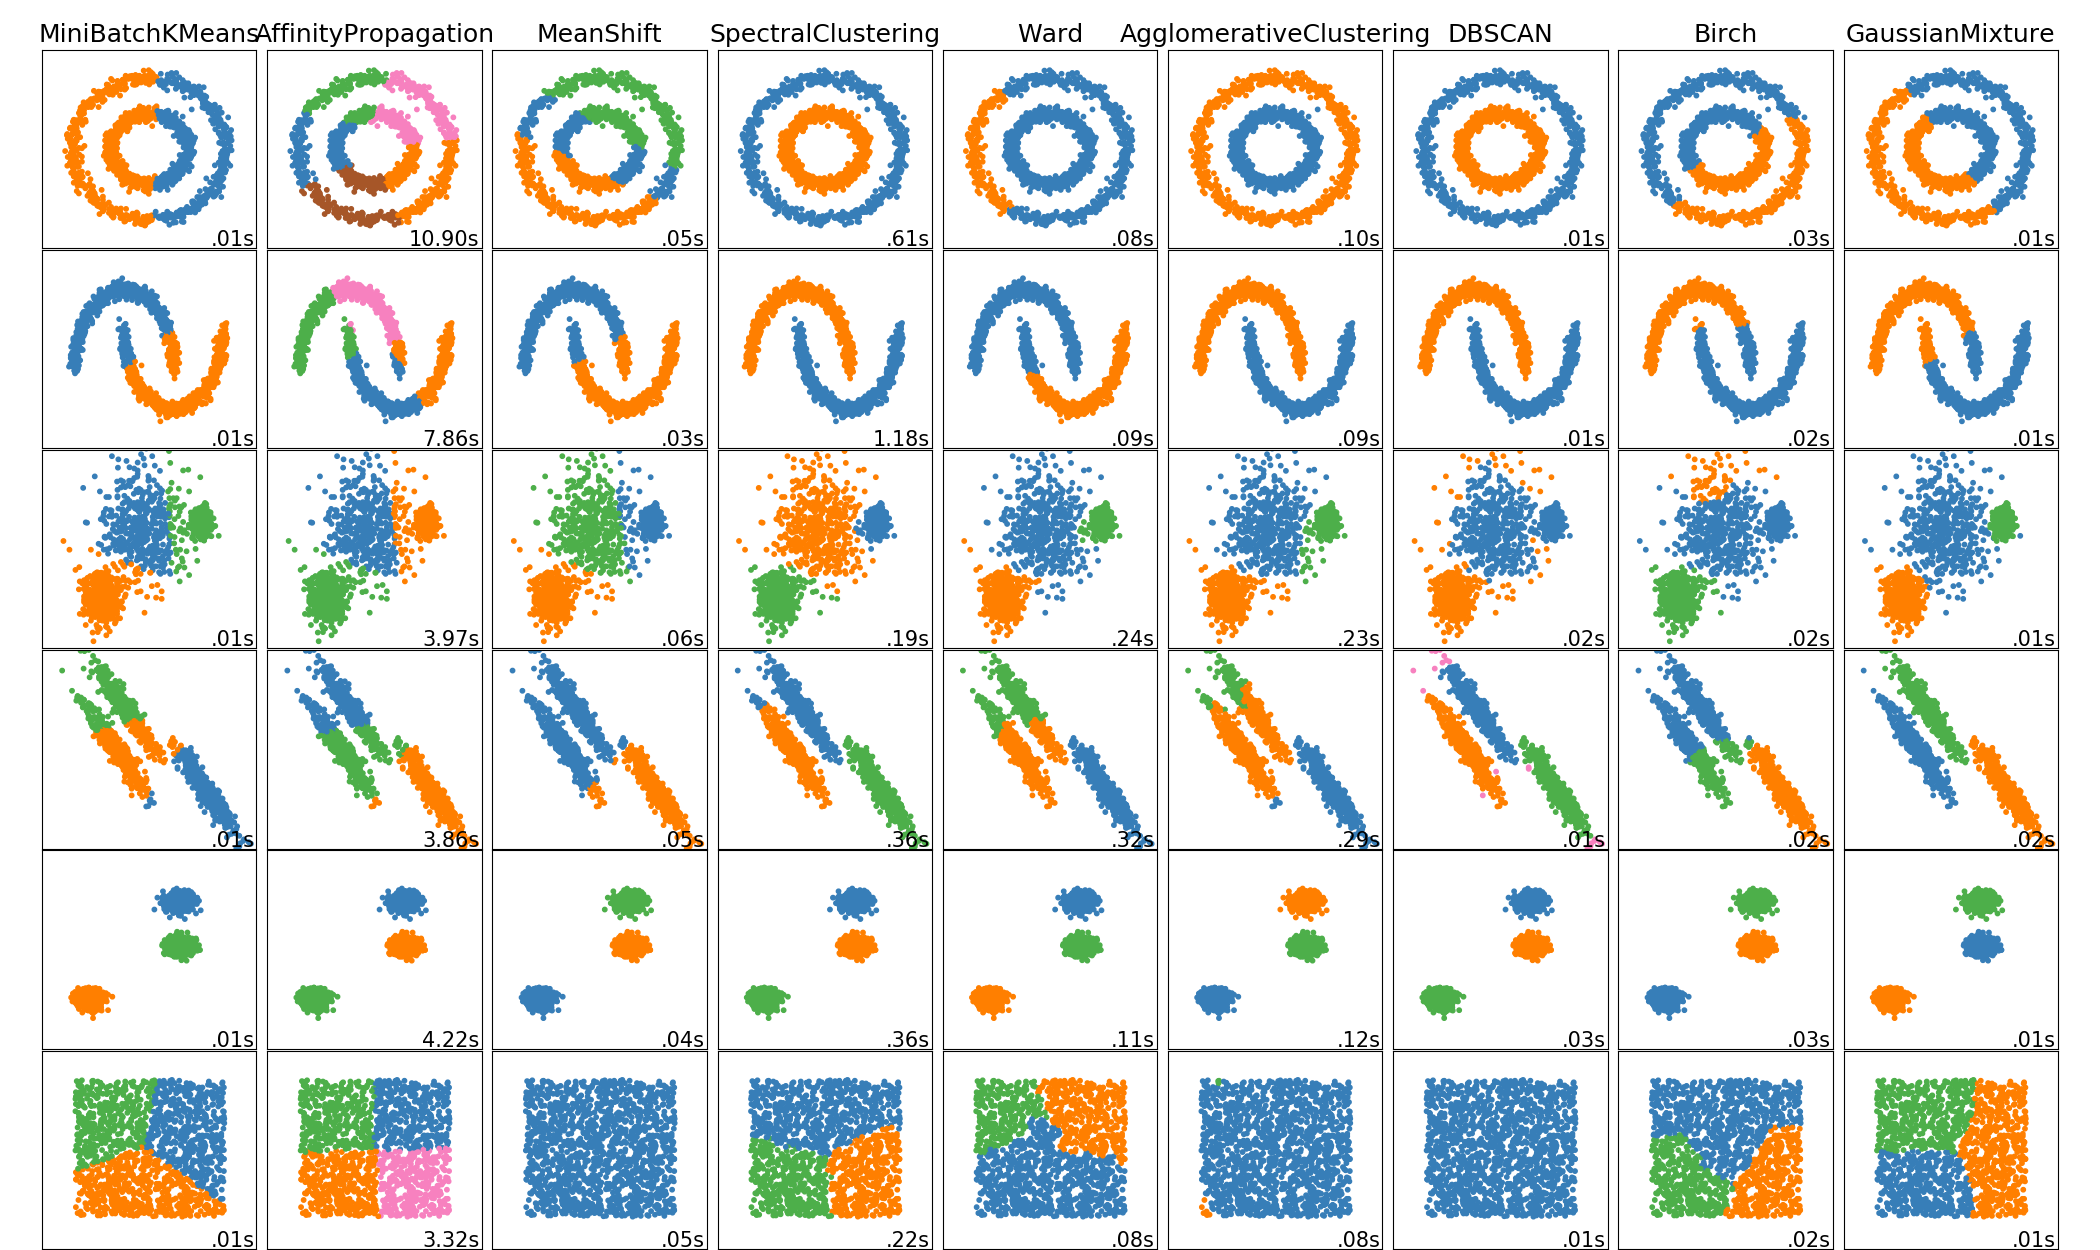 MiniBatchKMeans AffinityPropagation MeanShift SpectralClustering Ward AgglomerativeClustering DBSCAN Birch GaussianMixture
.01s 10.90s .05s .61s .08s .10s .01s .03s .01s
.01s 7.86s .03s 1.18s .09s .09s .01s .02s .01s
.01s 3.97s .06s .19s .24s .23s .02s .02s .01s
.01s 3.86s .05s .36s .32s .29s .01s .02s .02s
.01s 4.22s .04s .36s .11s .12s .03s .03s .01s
.01s 3.32s .05s .22s .08s .08s .01s .02s .01s